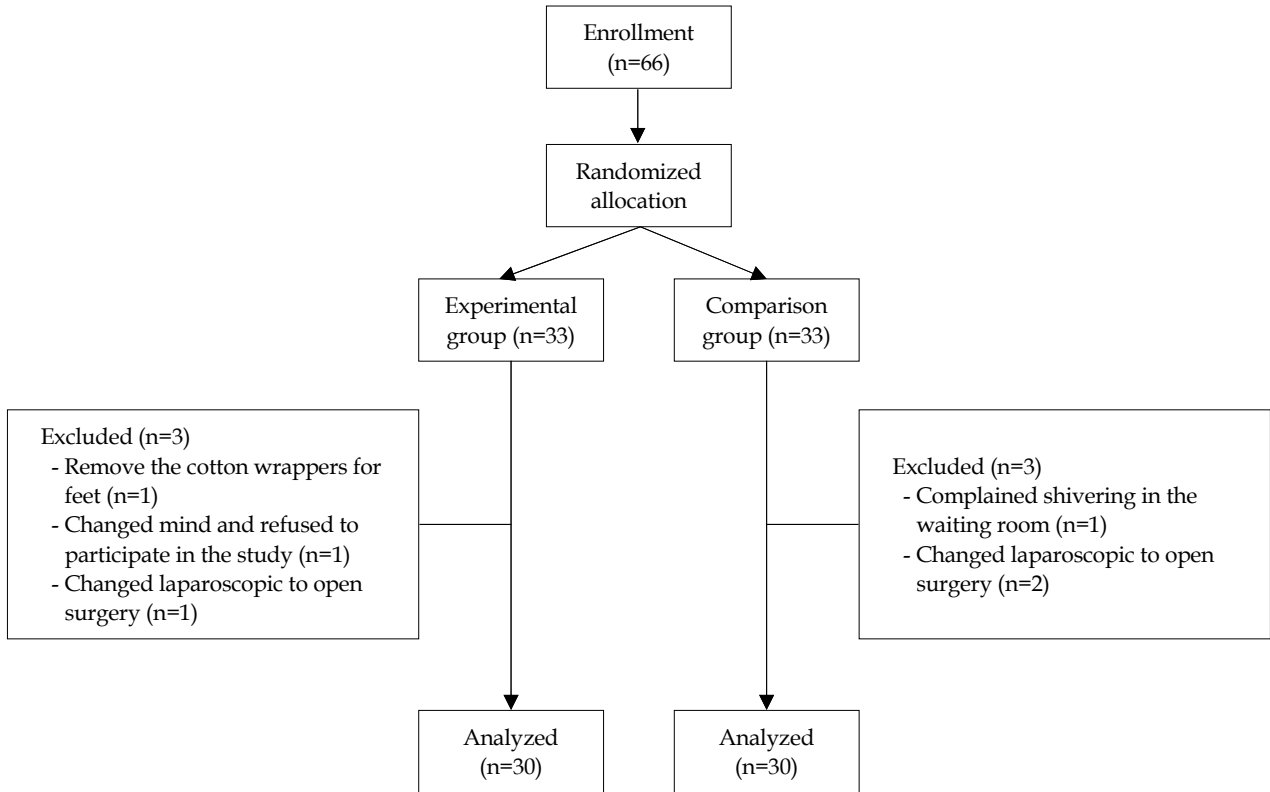 Enrollment
(n=66)
Randomized
allocation
Experimental
group (n=33)
Comparison
group (n=33)
Excluded (n=3)
- Remove the cotton wrappers for
feet (n=1)
- Changed mind and refused to
participate in the study (n=1)
- Changed laparoscopic to open
surgery (n=1)
Excluded (n=3)
- Complained shivering in the
waiting room (n=1)
- Changed laparoscopic to open
surgery (n=2)
Analyzed
(n=30)
Analyzed
(n=30)